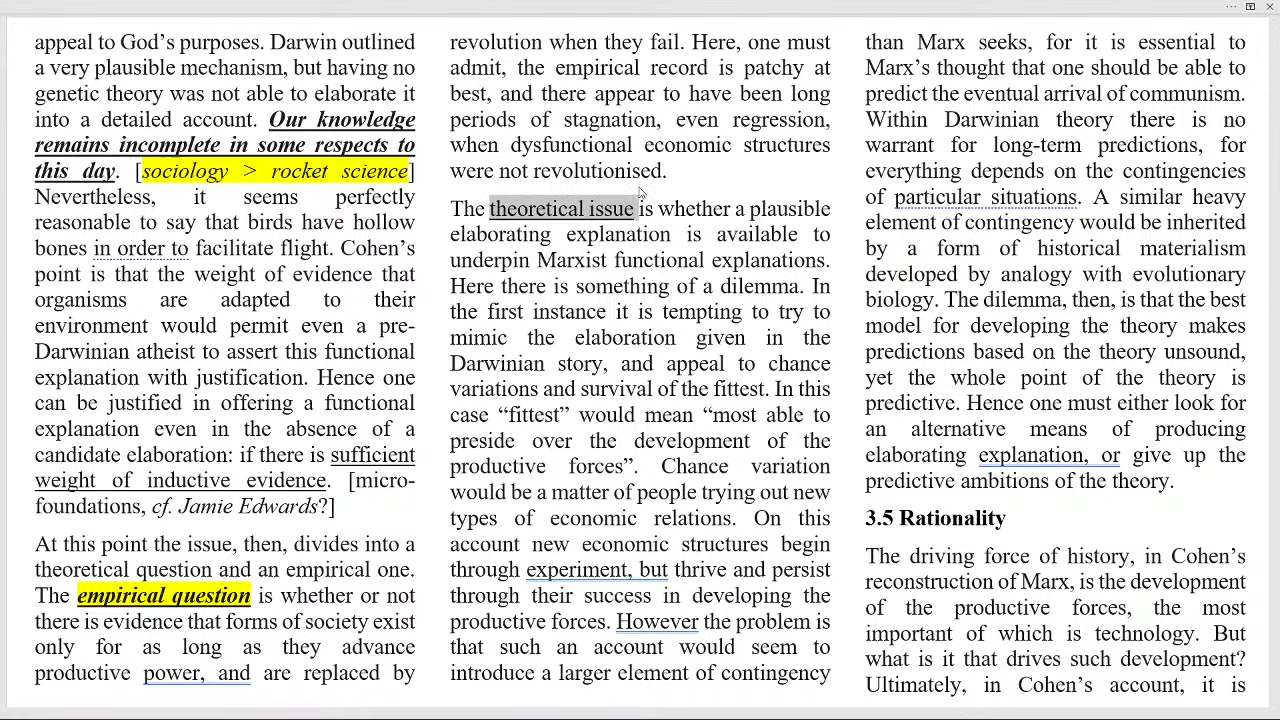 appeal to God’s purposes. Darwin outlined
a very plausible mechanism, but having no
genetic theory was not able to elaborate it
into a detailed account. Our knowledge
remains incomplete in some respects to
this day. [sociology > rocket science]
Nevertheless, it seems perfectly
reasonable to say that birds have hollow
bones in order to facilitate flight. Cohen’s
point is that the weight of evidence that
organisms are adapted to their
environment would permit even a pre-
Darwinian atheist to assert this functional
explanation with justification. Hence one
can be justified in offering a functional
explanation even in the absence of a
candidate elaboration: if there is sufficient
weight of inductive evidence. [micro-
foundations, cf. Jamie Edwards?]
At this point the issue, then, divides into a
theoretical question and an empirical one.
The empirical question is whether or not
there is evidence that forms of society exist
only for as long as they advance
productive power, and are replaced by
revolution when they fail. Here, one must
admit, the empirical record is patchy at
best, and there appear to have been long
periods of stagnation, even regression,
when dysfunctional economic structures
were not revolutionised.
The theoretical issue is whether a plausible
elaborating explanation is available to
underpin Marxist functional explanations.
Here there is something of a dilemma. In
the first instance it is tempting to try to
mimic the elaboration given in the
Darwinian story, and appeal to chance
variations and survival of the fittest. In this
case “fittest” would mean “most able to
preside over the development of the
productive forces”. Chance variation
would be a matter of people trying out new
types of economic relations. On this
account new economic structures begin
through experiment, but thrive and persist
through their success in developing the
productive forces. However the problem is
that such an account would seem to
introduce a larger element of contingency
than Marx seeks, for it is essential to
Marx’s thought that one should be able to
predict the eventual arrival of communism.
Within Darwinian theory there is no
warrant for long-term predictions, for
everything depends on the contingencies
of particular situations. A similar heavy
element of contingency would be inherited
by a form of historical materialism
developed by analogy with evolutionary
biology. The dilemma, then, is that the best
model for developing the theory makes
predictions based on the theory unsound,
yet the whole point of the theory is
predictive. Hence one must either look for
an alternative means of producing
elaborating explanation, or give up the
predictive ambitions of the theory.
3.5 Rationality
The driving force of history, in Cohen’s
reconstruction of Marx, is the development
of the productive forces, the most
important of which is technology. But
what is it that drives such development?
Ultimately, in Cohen’s account, it is